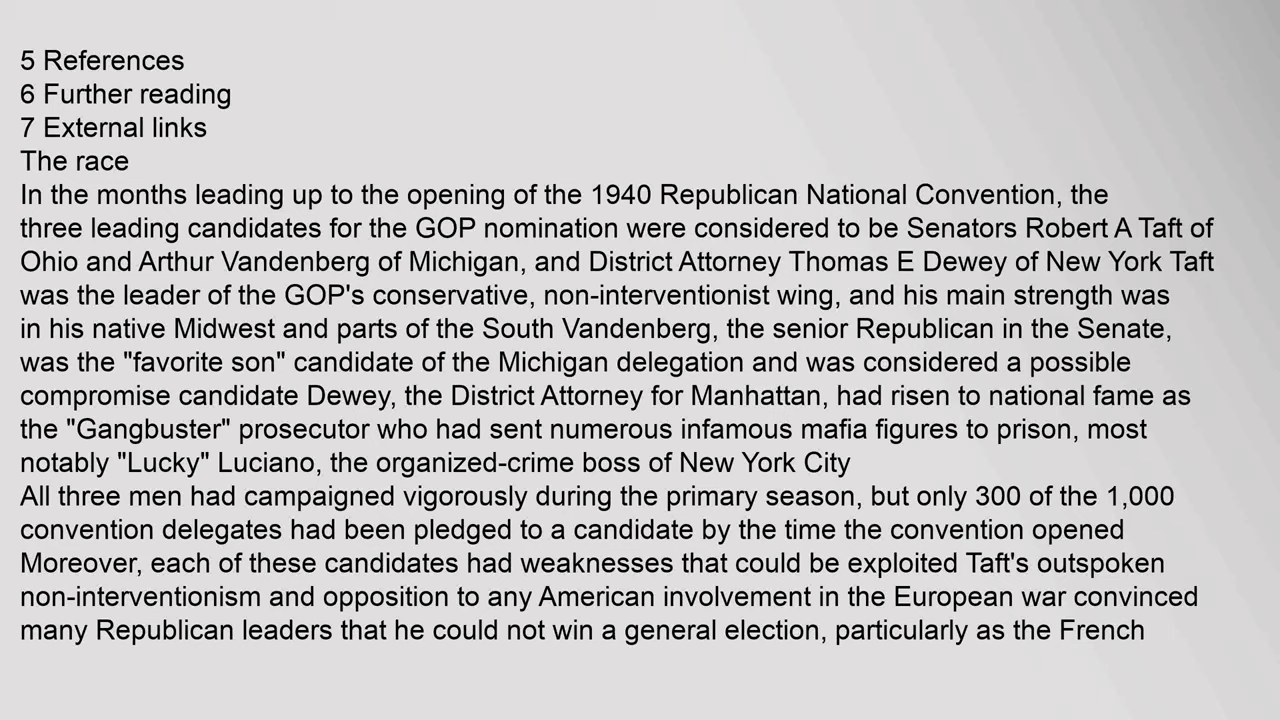 5 References
6 Further reading
7 External links
The race
In the months leading up to the opening of the 1940 Republican National Convention, the
three leading candidates for the GOP nomination were considered to be Senators Robert A Taft of
Ohio and Arthur Vandenberg of Michigan, and District Attorney Thomas E Dewey of New York Taft
was the leader of the GOP's conservative, non-interventionist wing, and his main strength was
in his native Midwest and parts of the South Vandenberg, the senior Republican in the Senate,
was the "favorite son" candidate of the Michigan delegation and was considered a possible
compromise candidate Dewey, the District Attorney for Manhattan, had risen to national fame as
the "Gangbuster" prosecutor who had sent numerous infamous mafia figures to prison, most
notably "Lucky" Luciano, the organized-crime boss of New York City
All three men had campaigned vigorously during the primary season, but only 300 of the 1,000
convention delegates had been pledged to a candidate by the time the convention opened
Moreover, each of these candidates had weaknesses that could be exploited Taft's outspoken
non-interventionism and opposition to any American involvement in the European war convinced
many Republican leaders that he could not win a general election, particularly as the French